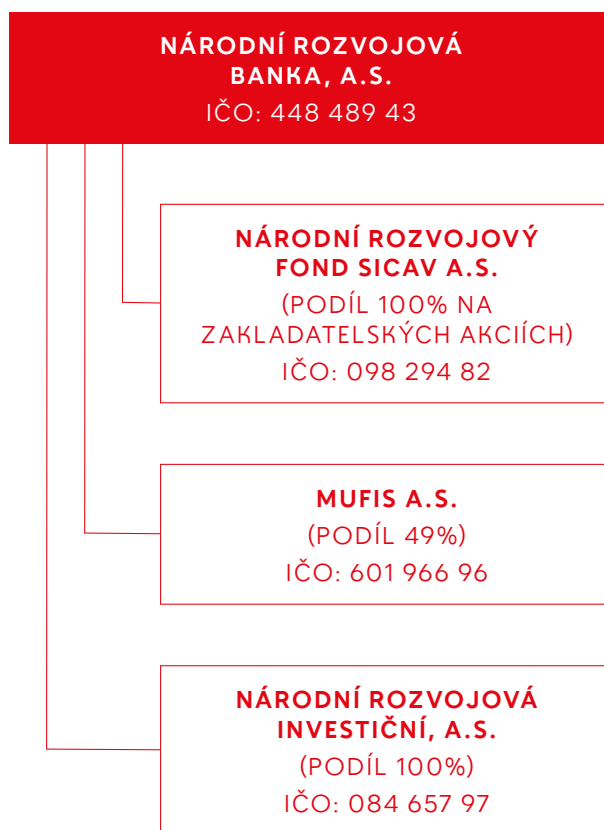 NÁRODNÍ ROZVOJOVÁ
BANKA, A.S.
IČO: 448 489 43
NÁRODNÍ ROZVOJOVÝ
FOND SICAV A.S.
(PODÍL 100% NA
ZAKLADATELSKÝCH AKCIÍCH)
IČO: 098 294 82
MUFIS A.S.
(PODÍL 49%)
IČO: 601 966 96
NÁRODNÍ ROZVOJOVÁ
INVESTIČNÍ, A.S.
(PODÍL 100%)
IČO: 084 657 97